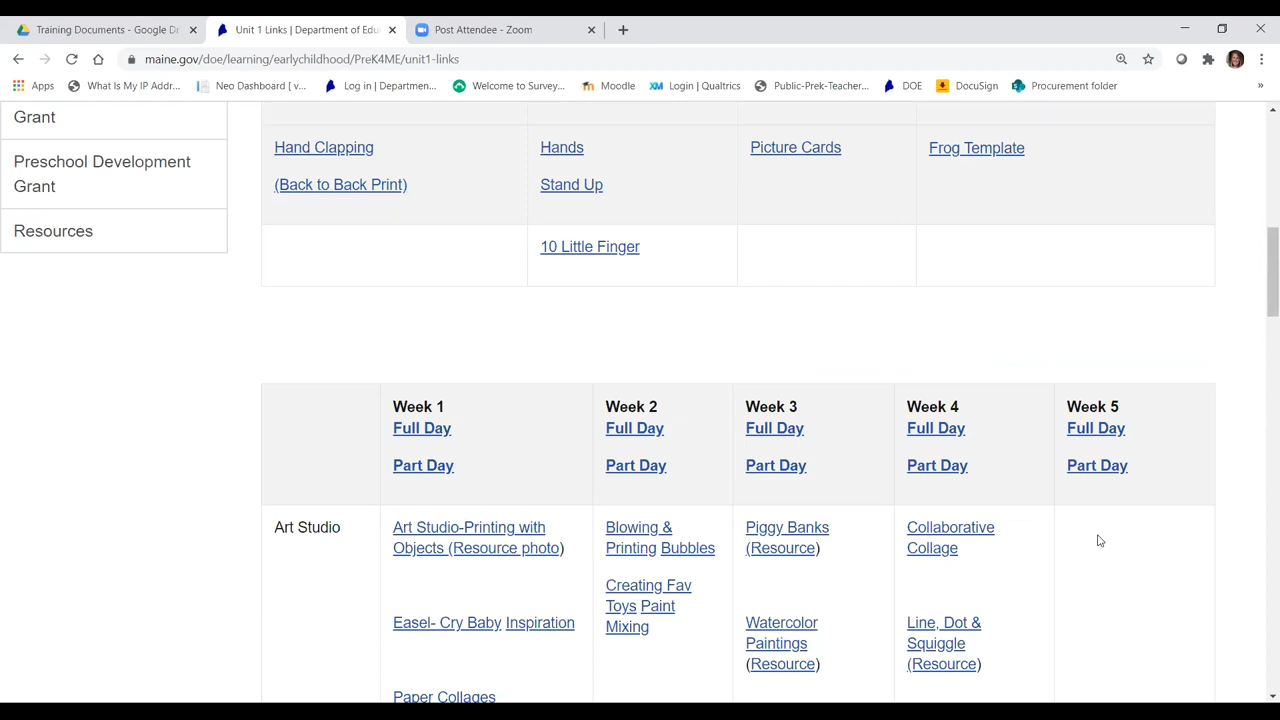 Training Documents - Google D
Unit 1 Links | Department of Edu
Post Attendee - Zoom
maine.gov/doe/learning/earlychildhood/PreK4ME/unit1-links
Apps
What Is My IP Addr...
Neo Dashboard [ v...
Log in | Departmen...
Welcome to Survey...
Moodle
XM
Login | Qualtrics
Public-Prek-Teacher...
DOE
DocuSign
Procurement folder
»
Grant
Preschool Development
Grant
Resources
Hand Clapping
(Back to Back Print)
Hands
Stand Up
Picture Cards
Frog Template
10 Little Finger
Week 1
Full Day
Part Day
Week 2
Full Day
Part Day
Week 3
Full Day
Part Day
Week 4
Full Day
Part Day
Week 5
Full Day
Part Day
Art Studio
Art Studio-Printing with
Objects (Resource photo)
Easel- Cry Baby Inspiration
Paper Collages
Blowing &
Printing Bubbles
Creating Fav
Toys Paint
Mixing
Piggy Banks
(Resource)
Watercolor
Paintings
(Resource)
Collaborative
Collage
Line, Dot &
Squiggle
(Resource)